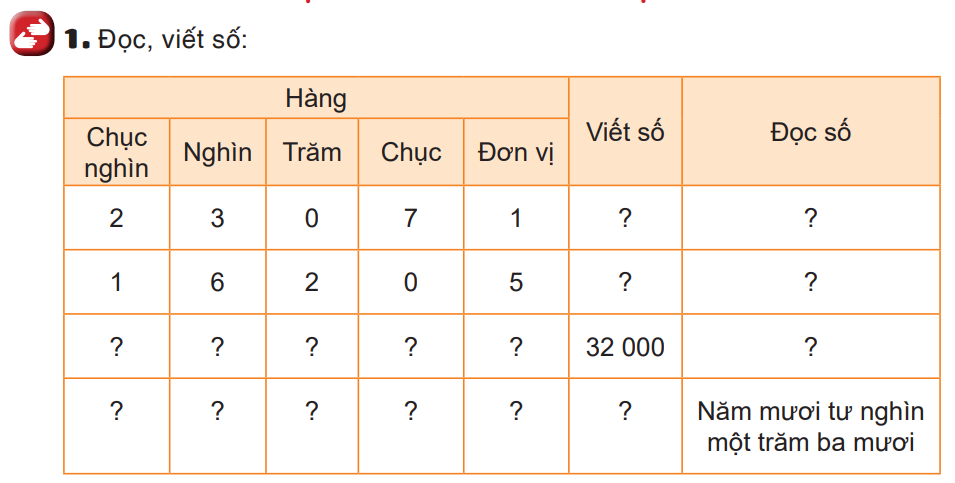 1. Đọc, viết số:
Hàng
Viết số
Đọc số
Chục
nghìn
Nghìn
Trăm
Chục
Đơn vị
2 3 0 7 1 ? ?
1 6 2 0 5 ? ?
? ? ? ? ? 32 000 ?
? ? ? ? ? ? Năm mươi tư nghìn
một trăm ba mươi